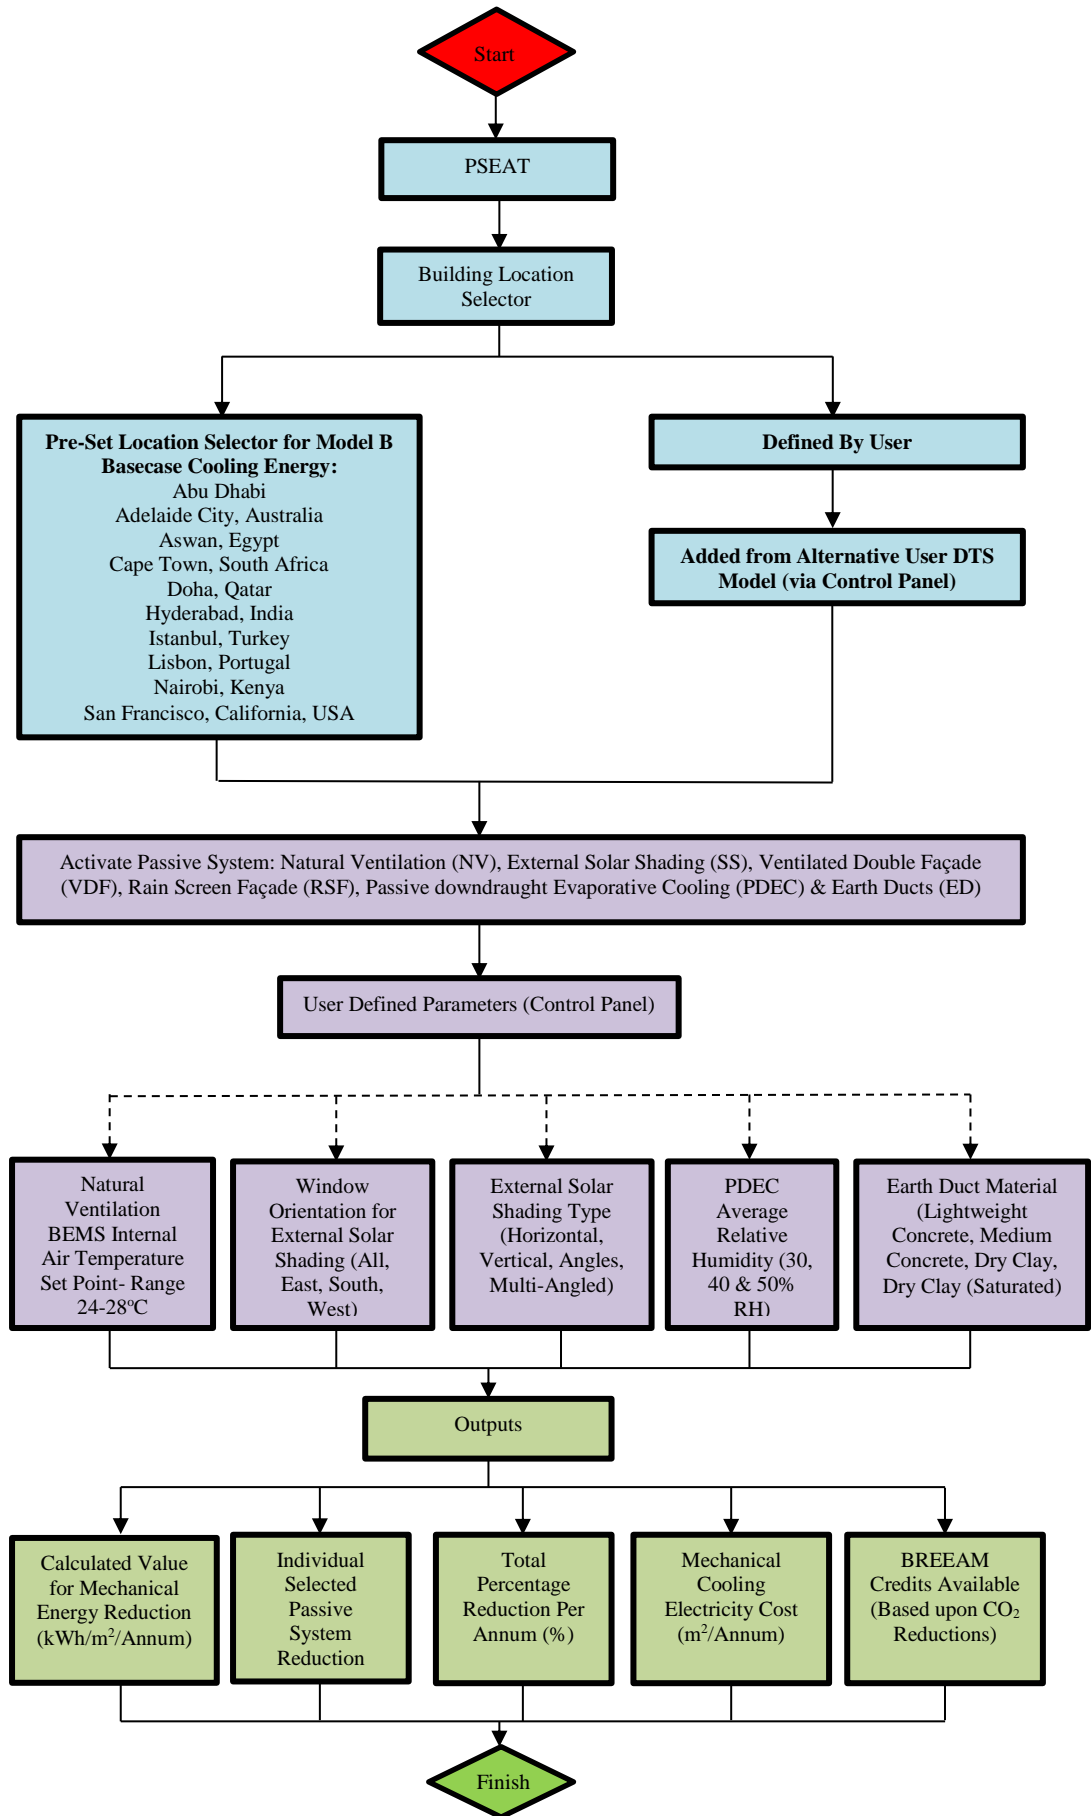 Start
PSEAT
Building Location
Selector
Pre-Set Location Selector for Model B
Basecase Cooling Energy:
Abu Dhabi
Adelaide City, Australia
Aswan, Egypt
Cape Town, South Africa
Doha, Qatar
Hyderabad, India
Istanbul, Turkey
Lisbon, Portugal
Nairobi, Kenya
San Francisco, California, USA
Defined By User
Added from Alternative User DTS
Model (via Control Panel)
Activate Passive System: Natural Ventilation (NV), External Solar Shading (SS), Ventilated Double Façade
(VDF), Rain Screen Façade (RSF), Passive downdraught Evaporative Cooling (PDEC) & Earth Ducts (ED)
User Defined Parameters (Control Panel)
Natural
Ventilation
BEMS Internal
Air Temperature
Set Point- Range
24-28ºC
Window
Orientation for
External Solar
Shading (All,
East, South,
West)
External Solar
Shading Type
(Horizontal,
Vertical, Angles,
Multi-Angled)
PDEC
Average
Relative
Humidity (30,
40 & 50%
RH)
Earth Duct Material
(Lightweight
Concrete, Medium
Concrete, Dry Clay,
Dry Clay (Saturated)
Outputs
Calculated Value
for Mechanical
Energy Reduction
(kWh/m²/Annum)
Individual
Selected
Passive
System
Reduction
Total
Percentage
Reduction Per
Annum (%)
Mechanical
Cooling
Electricity Cost
(m²/Annum)
BREEAM
Credits Available
(Based upon CO₂
Reductions)
Finish